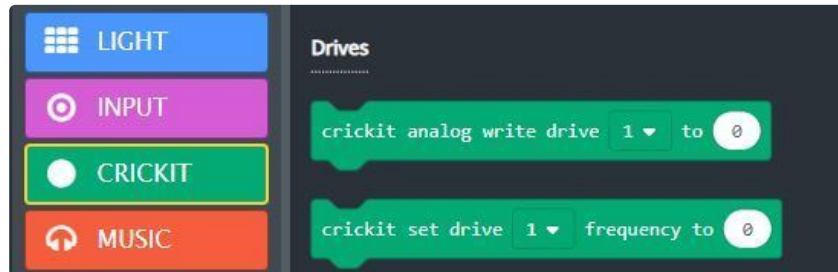 LIGHT
INPUT
CRICKIT
MUSIC
Drives
crickit analog write drive 1 to 0
crickit set drive 1 frequency to 0